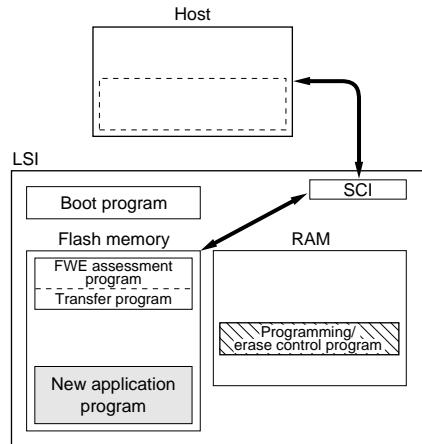 Host
LSI
SCI
Boot program
Flash memory
RAM
FWE assessment
program
Transfer program
Programming/
erase control program
New application
program